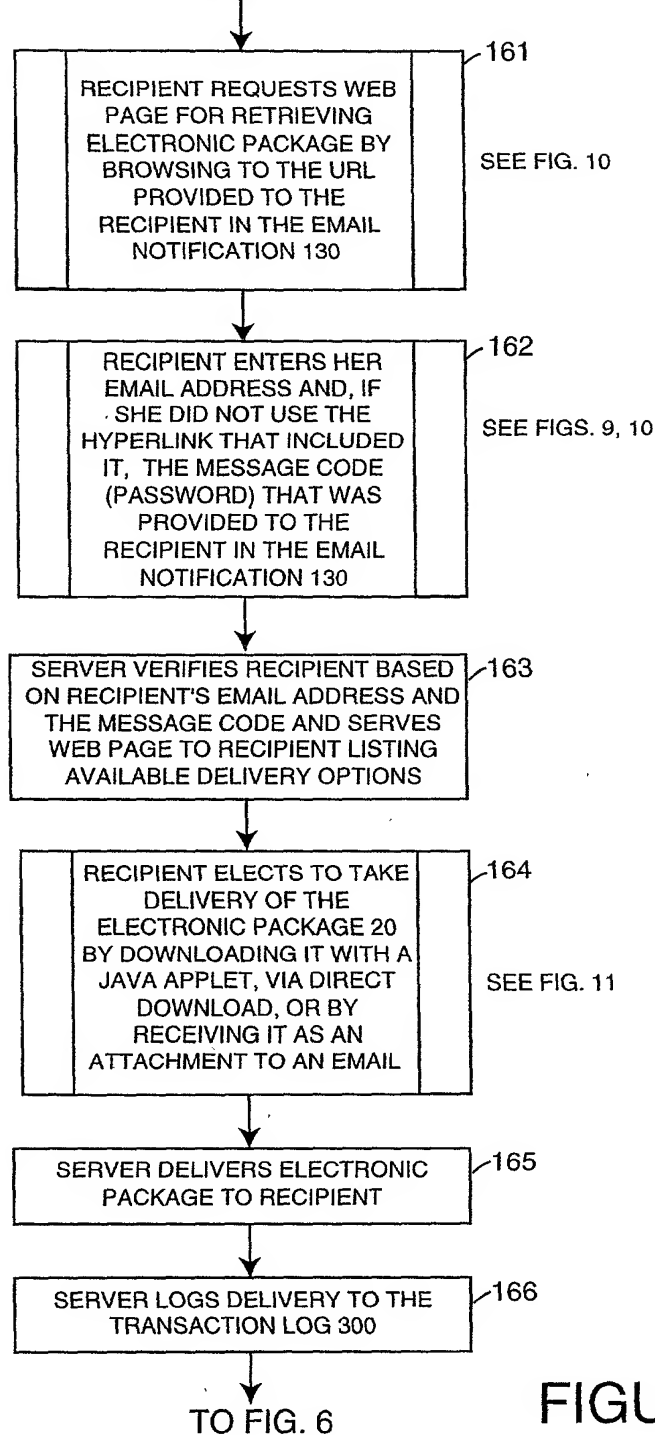 161
RECIPIENT REQUESTS WEB
PAGE FOR RETRIEVING
ELECTRONIC PACKAGE BY
BROWSING TO THE URL
PROVIDED TO THE
RECIPIENT IN THE EMAIL
NOTIFICATION 130
SEE FIG. 10
162
RECIPIENT ENTERS HER
EMAIL ADDRESS AND, IF
SHE DID NOT USE THE
HYPERLINK THAT INCLUDED
IT, THE MESSAGE CODE
(PASSWORD) THAT WAS
PROVIDED TO THE
RECIPIENT IN THE EMAIL
NOTIFICATION 130
SEE FIGS. 9, 10
163
SERVER VERIFIES RECIPIENT BASED
ON RECIPIENT'S EMAIL ADDRESS AND
THE MESSAGE CODE AND SERVES
WEB PAGE TO RECIPIENT LISTING
AVAILABLE DELIVERY OPTIONS
164
RECIPIENT ELECTS TO TAKE
DELIVERY OF THE
ELECTRONIC PACKAGE 20
BY DOWNLOADING IT WITH A
JAVA APPLET, VIA DIRECT
DOWNLOAD, OR BY
RECEIVING IT AS AN
ATTACHMENT TO AN EMAIL
SEE FIG. 11
165
SERVER DELIVERS ELECTRONIC
PACKAGE TO RECIPIENT
166
SERVER LOGS DELIVERY TO THE
TRANSACTION LOG 300
TO FIG. 6